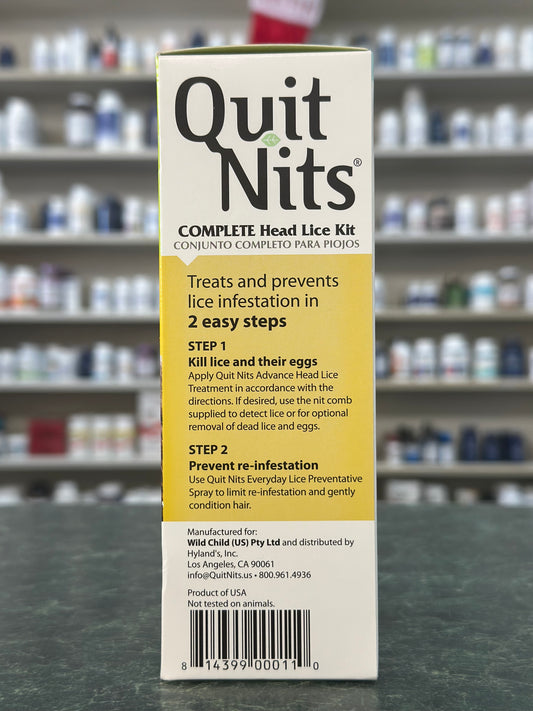 Quit
Nits®
COMPLETE Head Lice Kit
CONJUNTO COMPLETO PARA PIOJOS
Treats and prevents
lice infestation in
2 easy steps
STEP 1
Kill lice and their eggs
Apply Quit Nits Advance Head Lice
Treatment in accordance with the
directions. If desired, use the nit comb
supplied to detect lice or for optional
removal of dead lice and eggs.
STEP 2
Prevent re-infestation
Use Quit Nits Everyday Lice Preventative
Spray to limit re-infestation and gently
condition hair.
Manufactured for:
Wild Child (US) Pty Ltd and distributed by
Hyland's, Inc.
Los Angeles, CA 90061
info@QuitNits.us • 800.961.4936
Product of USA
Not tested on animals.
8 14399 00011 0